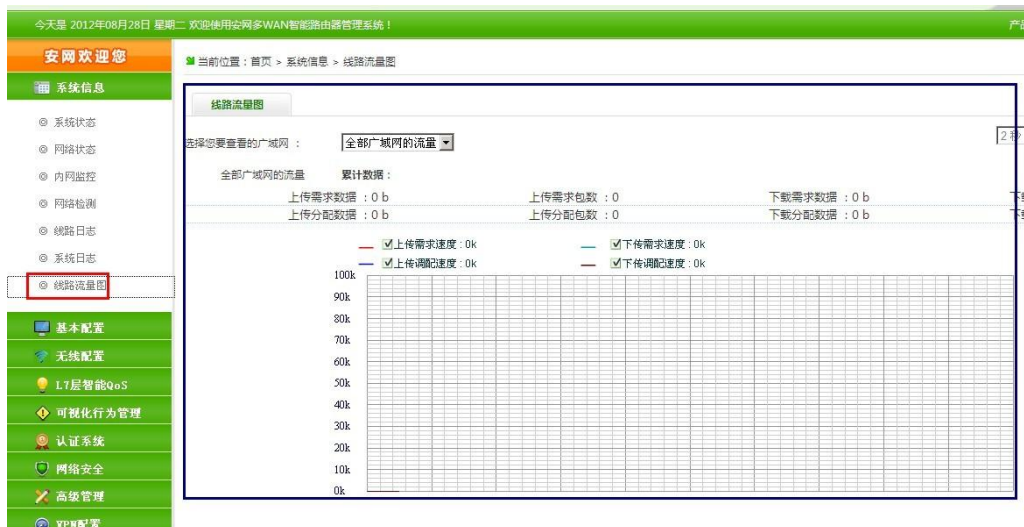 今天是 2012年08月28日 星期二 欢迎使用安网多WAN智能路由器管理系统！
安网欢迎您
系统信息
系统状态
网络状态
内网监控
网络检测
线路日志
系统日志
线路流量图
基本配置
无线配置
L7层智能QoS
可视化行为管理
认证系统
网络安全
高级管理
VPN配置
当前位置：首页 > 系统信息 > 线路流量图
线路流量图
选择您要查看的广域网 ： 全部广域网的流量
2 秒
全部广域网的流量 累计数据：
上传需求数据 ：0 b 上传需求包数 ：0 下载需求数据 ：0 b
上传分配数据 ：0 b 上传分配包数 ：0 下载分配数据 ：0 b
上传需求速度 : 0k 下传需求速度 : 0k
上传调配速度 : 0k 下传调配速度 : 0k
100k
90k
80k
70k
60k
50k
40k
30k
20k
10k
0k